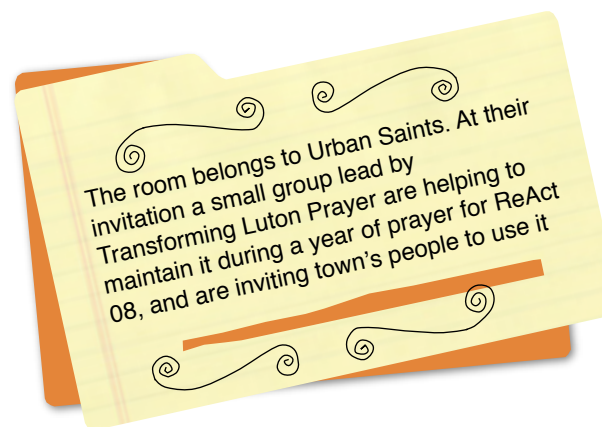 The room belongs to Urban Saints. At their
invitation a small group lead by
Transforming Luton Prayer are helping to
maintain it during a year of prayer for ReAct
08, and are inviting town's people to use it